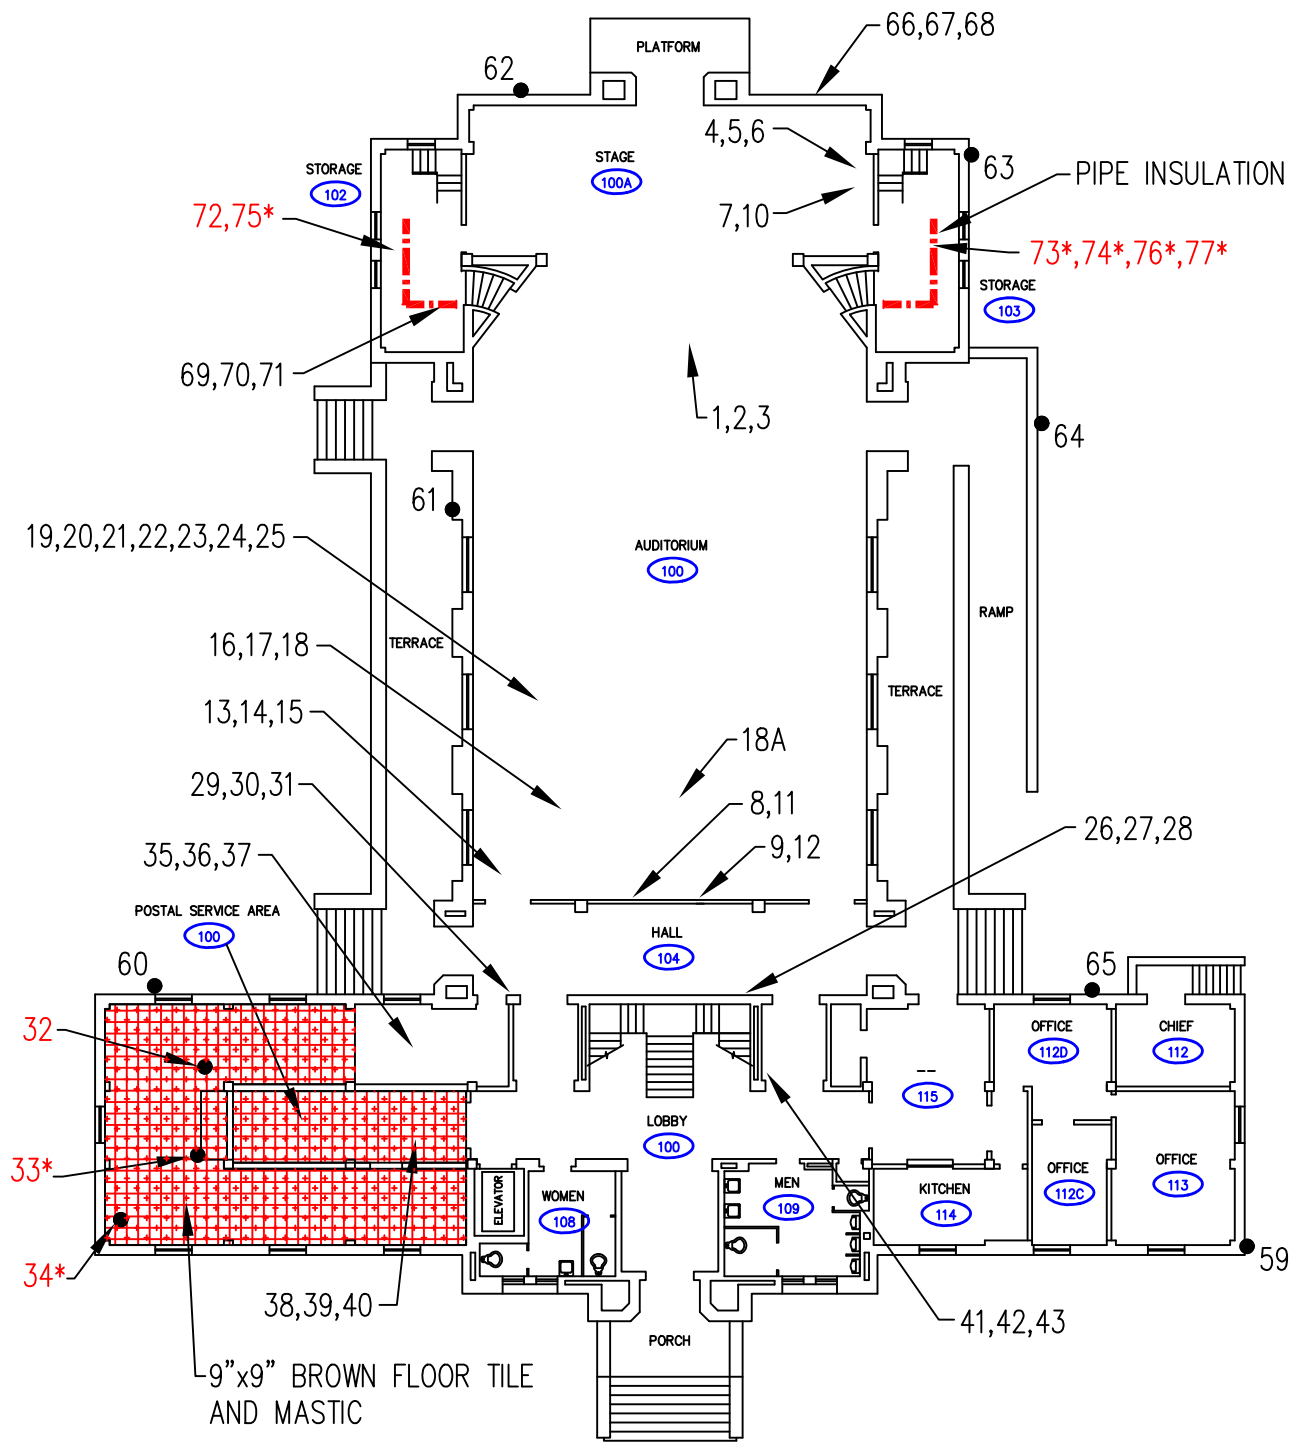 66,67,68
PLATFORM
62
4,5,6
63
STORAGE
102
STAGE
100A
PIPE INSULATION
72,75*
7,10
73*,74*,76*,77*
STORAGE
103
69,70,71
1,2,3
64
61
19,20,21,22,23,24,25
AUDITORIUM
100
RAMP
16,17,18
TERRACE
TERRACE
13,14,15
18A
29,30,31
8,11
26,27,28
35,36,37
9,12
POSTAL SERVICE AREA
100
HALL
104
60
65
32
OFFICE
112D
CHIEF
112
--
115
LOBBY
100
33*
ELEVATOR
WOMEN
108
MEN
109
KITCHEN
114
OFFICE
112C
OFFICE
113
34*
59
38,39,40
41,42,43
PORCH
9”x9” BROWN FLOOR TILE
AND MASTIC